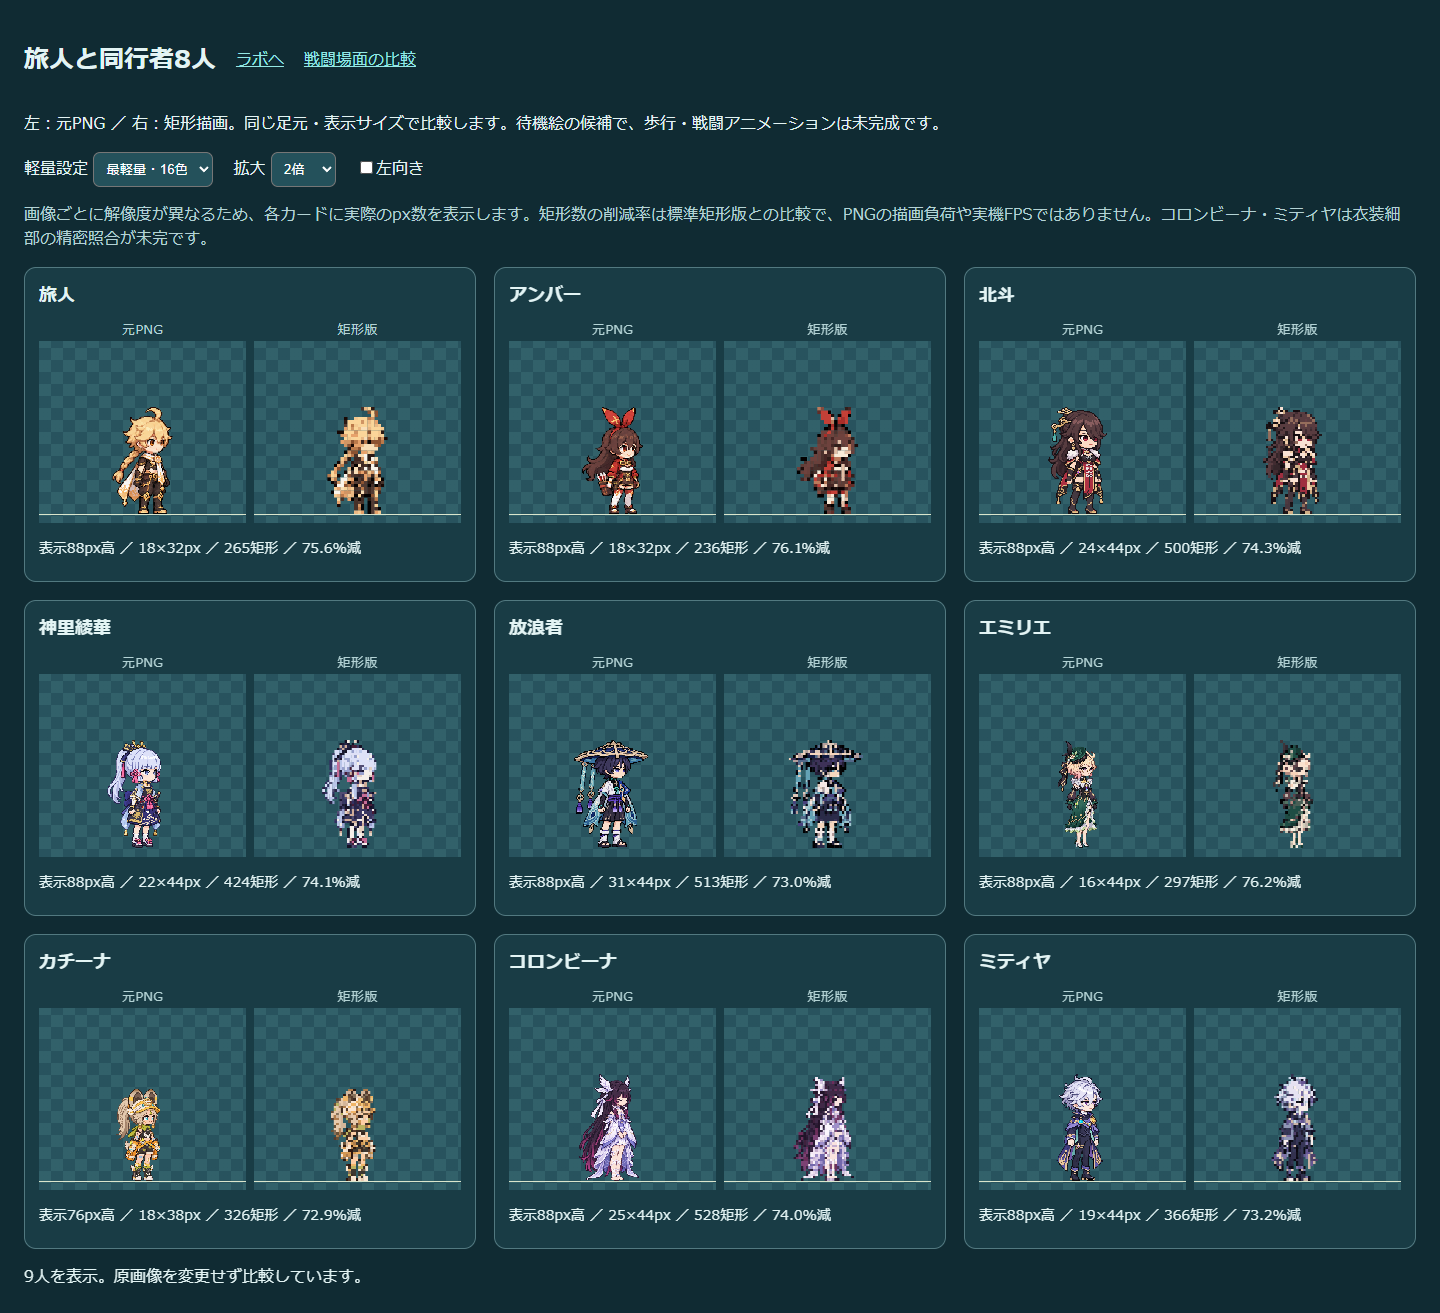 旅人と同行者8人 ラボへ 戦闘場面の比較
左：元PNG ／ 右：矩形描画。同じ足元・表示サイズで比較します。待機絵の候補で、歩行・戦闘アニメーションは未完成です。
軽量設定 最軽量・16色 拡大 2倍 左向き
画像ごとに解像度が異なるため、各カードに実際のpx数を表示します。矩形数の削減率は標準矩形版との比較で、PNGの描画負荷や実機FPSではありません。コロンビーナ・ミティヤは衣装細
部の精密照合が未完です。
旅人
元PNG 矩形版
表示88px高 ／ 18×32px ／ 265矩形 ／ 75.6%減
アンバー
元PNG 矩形版
表示88px高 ／ 18×32px ／ 236矩形 ／ 76.1%減
北斗
元PNG 矩形版
表示88px高 ／ 24×44px ／ 500矩形 ／ 74.3%減
神里綾華
元PNG 矩形版
表示88px高 ／ 22×44px ／ 424矩形 ／ 74.1%減
放浪者
元PNG 矩形版
表示88px高 ／ 31×44px ／ 513矩形 ／ 73.0%減
エミリエ
元PNG 矩形版
表示88px高 ／ 16×44px ／ 297矩形 ／ 76.2%減
カチーナ
元PNG 矩形版
表示76px高 ／ 18×38px ／ 326矩形 ／ 72.9%減
コロンビーナ
元PNG 矩形版
表示88px高 ／ 25×44px ／ 528矩形 ／ 74.0%減
ミティヤ
元PNG 矩形版
表示88px高 ／ 19×44px ／ 366矩形 ／ 73.2%減
9人を表示。原画像を変更せず比較しています。